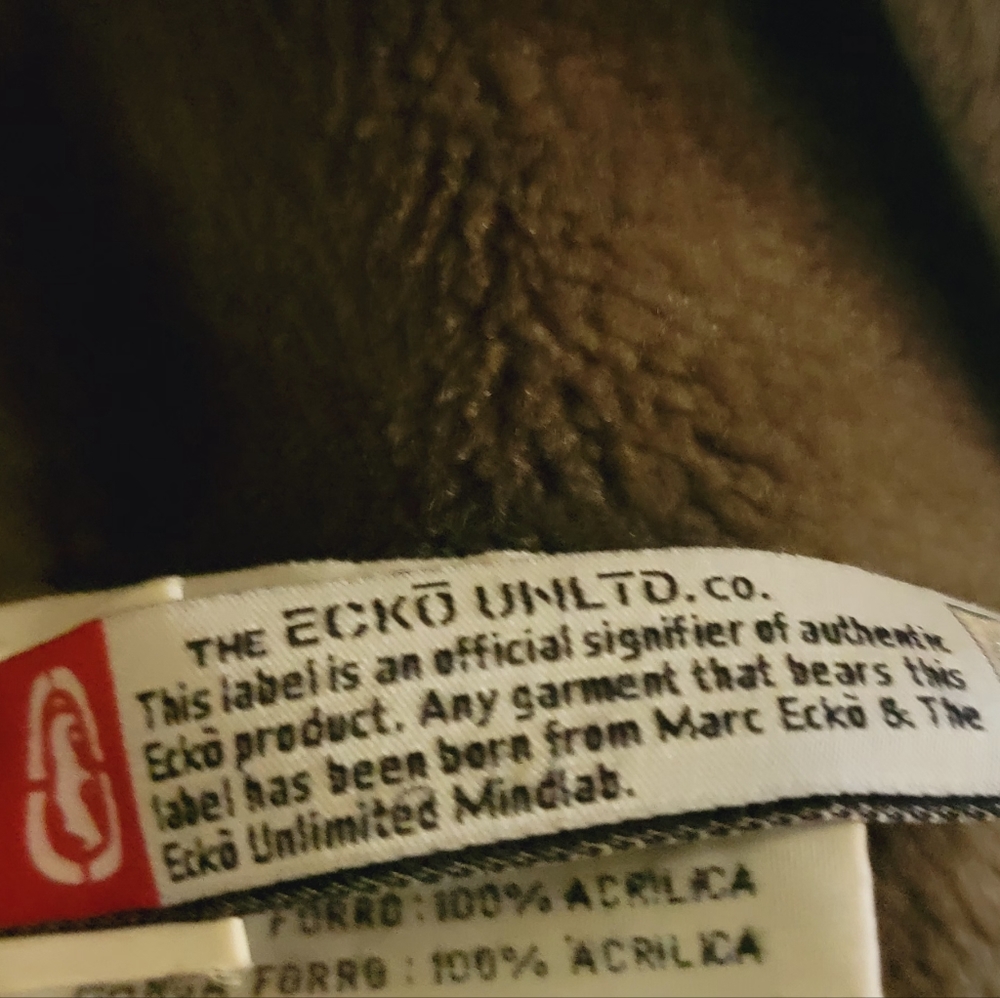 THE ECKŌ UNLTD. CO.
This label is an official signifier of authentic
Eckō product. Any garment that bears this
label has been born from Marc Eckō & The
Eckō Unlimited Mindlab.
FORRO : 100% ACRILICA
FORRO : 100% ACRILICA